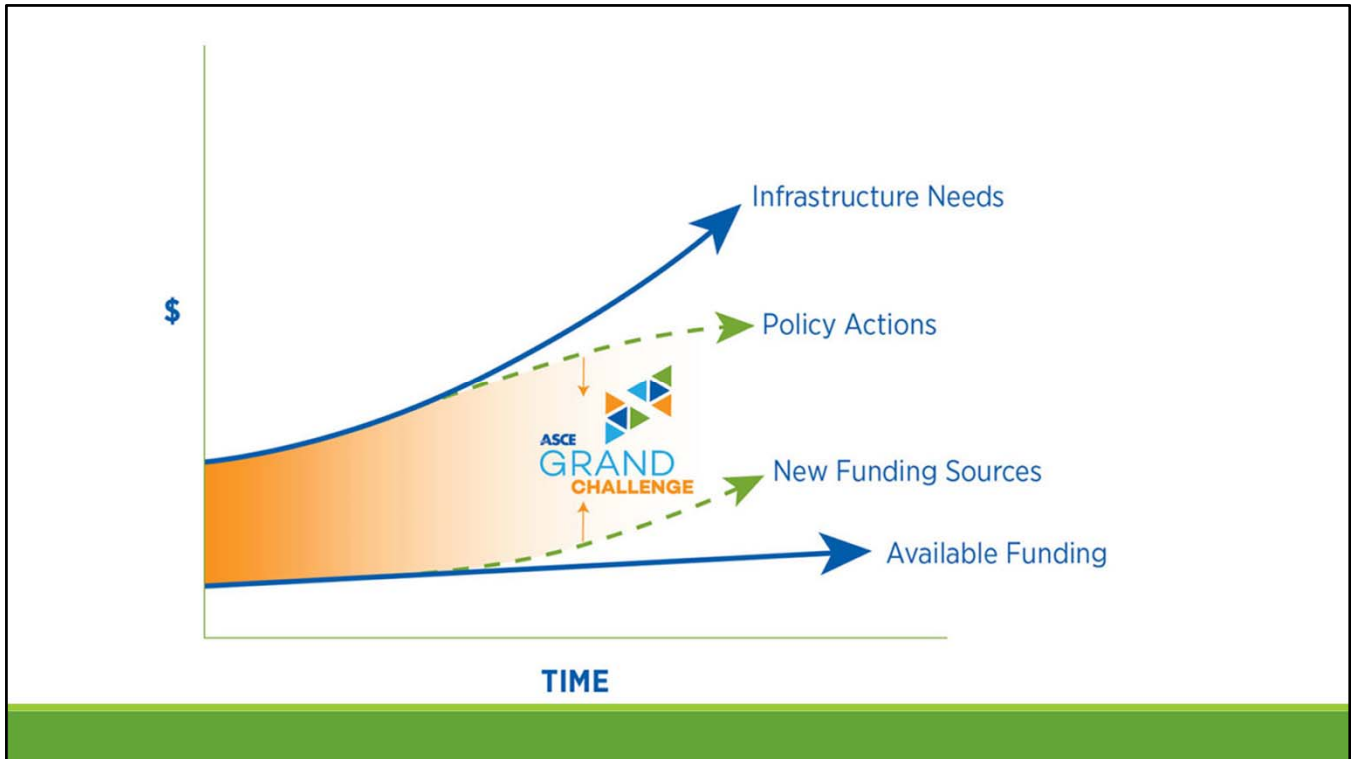 Infrastructure Needs
$
Policy Actions
ASCE
GRAND
CHALLENGE
New Funding Sources
Available Funding
TIME